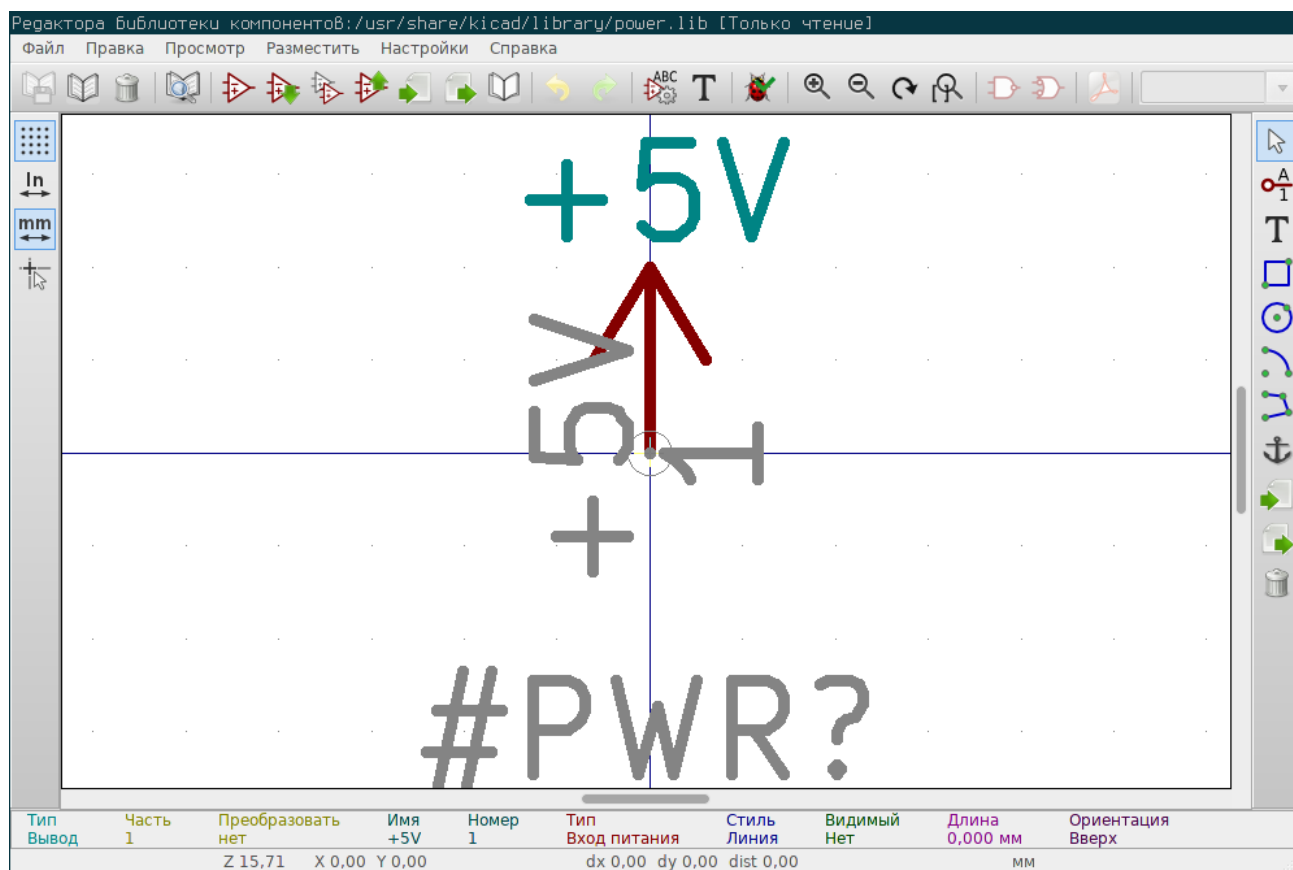 Редактора библиотеки компонентов:/usr/share/kicad/library/power.lib [Только чтение]
Файл Правка Просмотр Разместить Настройки Справка
ABC T
In
mm
A
1
T
+5V
+5V
1
#PWR?
Тип Часть Преобразовать Имя Номер Тип Стиль Видимый Длина Ориентация
Вывод 1 нет +5V 1 Вход питания Линия Нет 0,000 мм Вверх
Z 15,71 X 0,00 Y 0,00 dx 0,00 dy 0,00 dist 0,00 мм